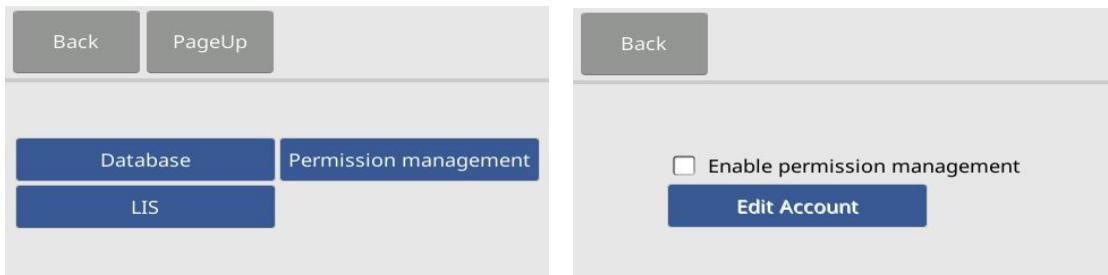 Back PageUp
Database Permission management
LIS
Back
Enable permission management
Edit Account